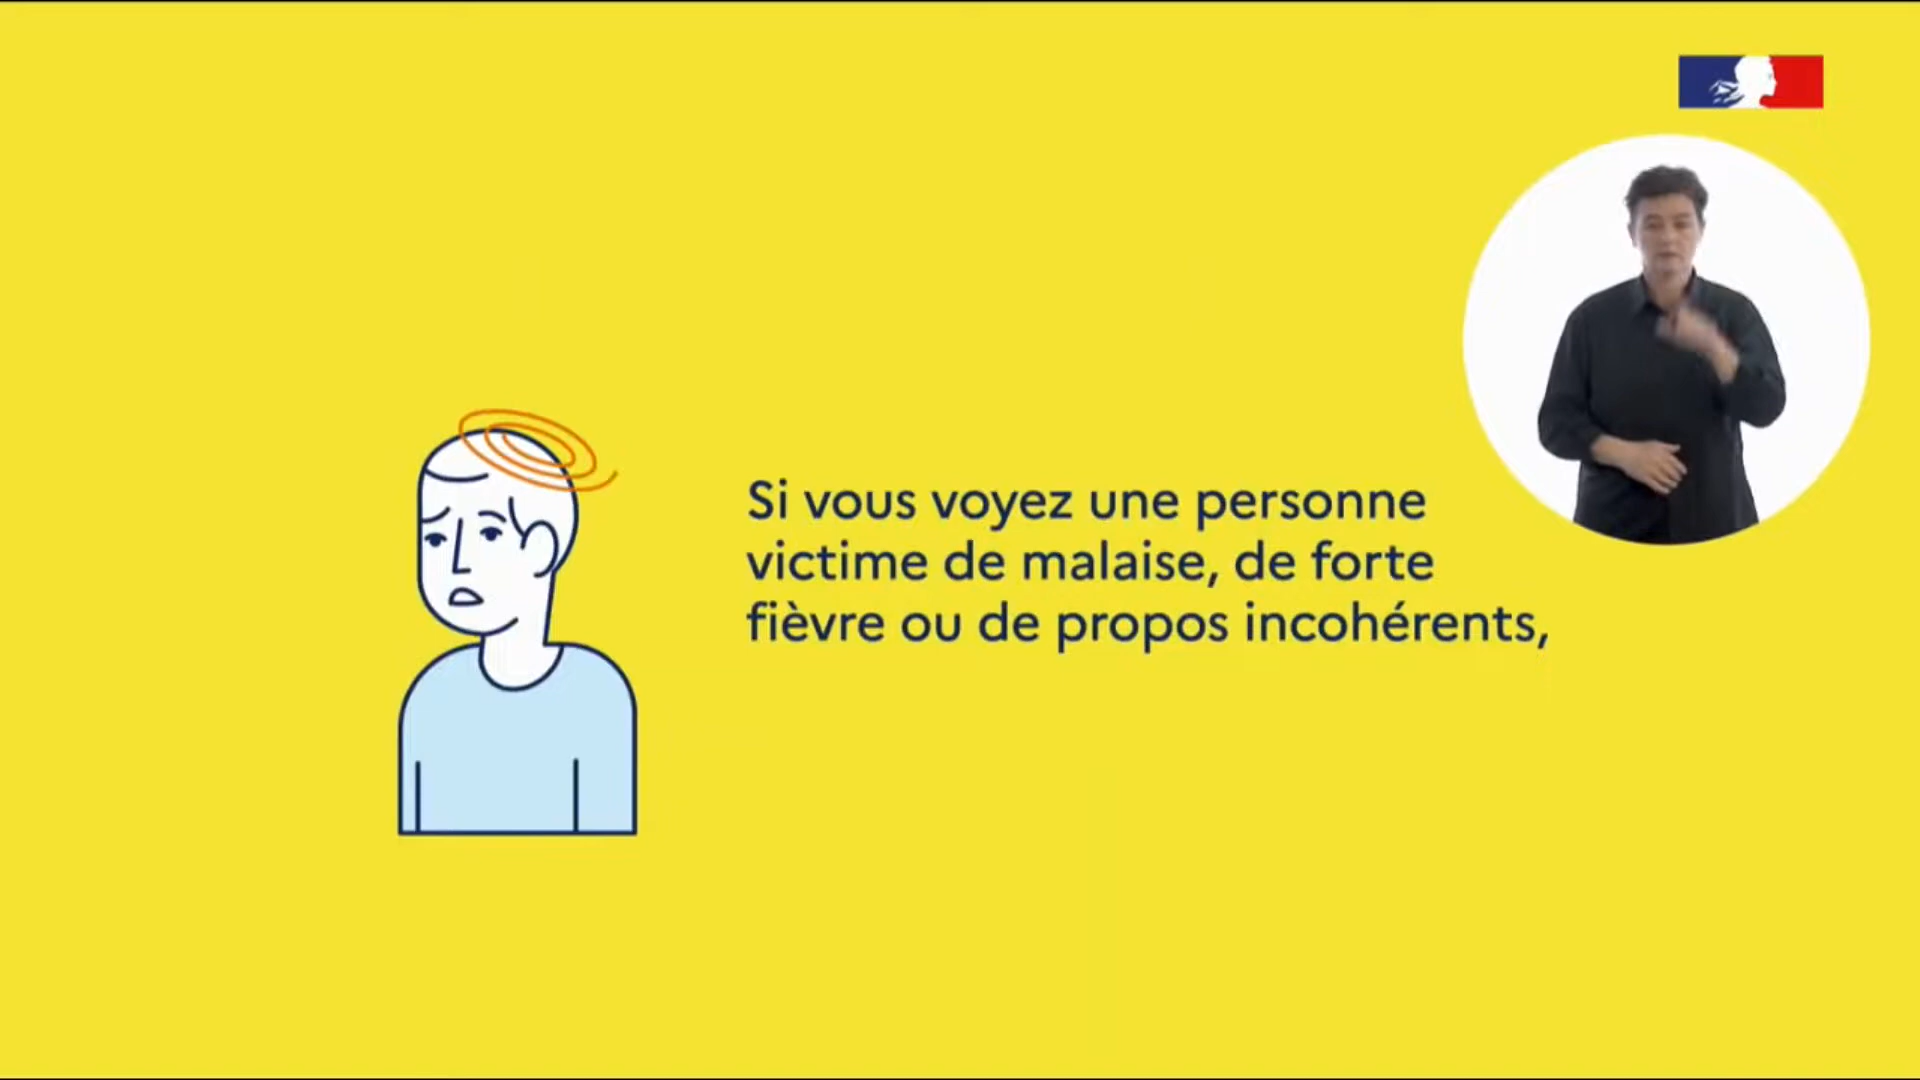 Si vous voyez une personne
victime de malaise, de forte
fièvre ou de propos incohérents,